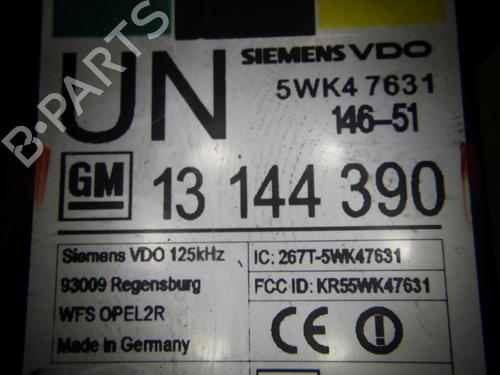 UN
SIEMENS VDO
5WK4 7631
146-51
GM
13 144 390
Siemens VDO 125kHz
93009 Regensburg
WFS OPEL2R
Made in Germany
IC: 267T-5WK47631
FCC ID: KR55WK47631
CE
B-PARTS